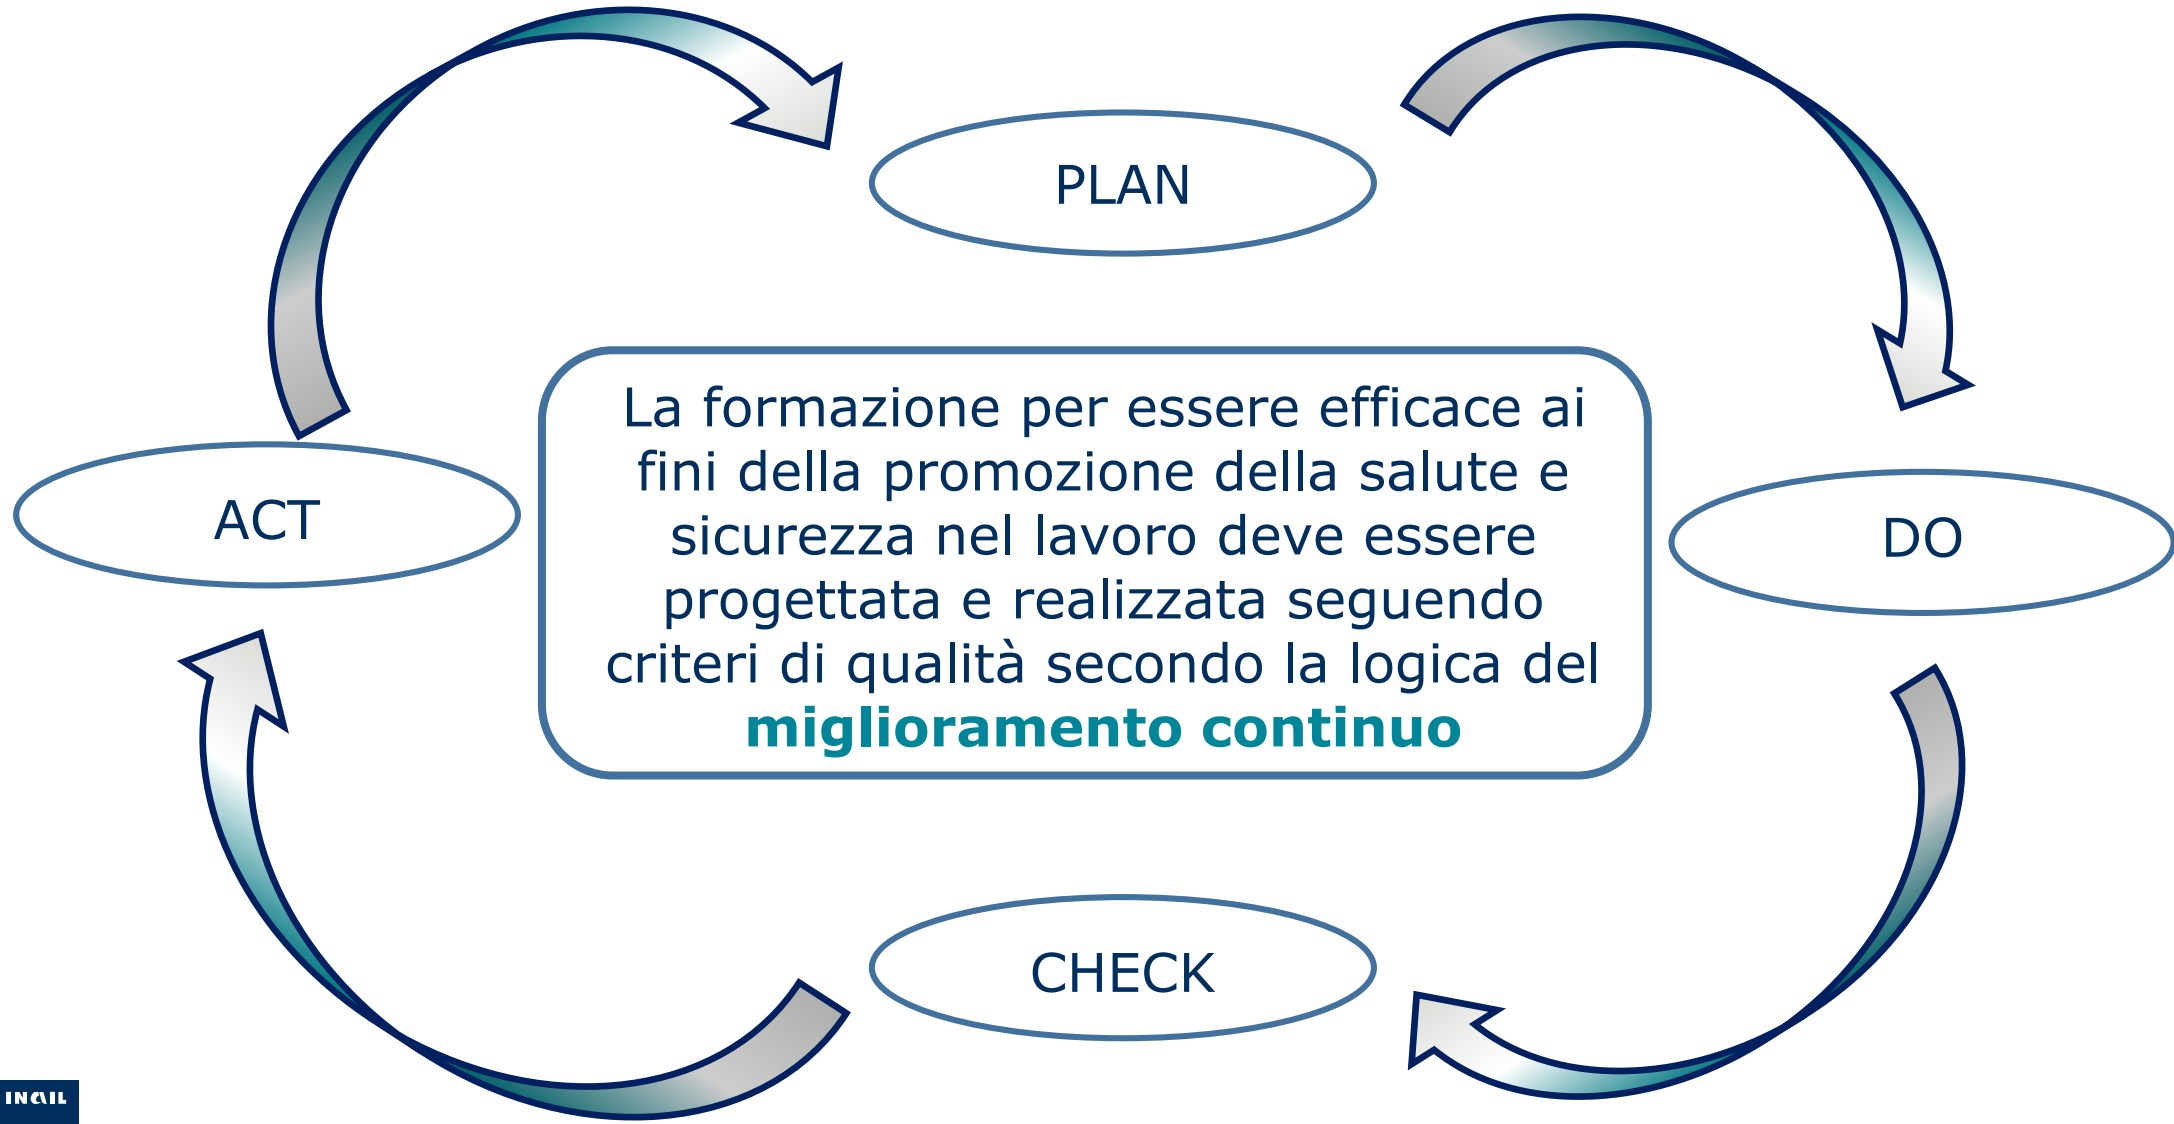 PLAN
La formazione per essere efficace ai
fini della promozione della salute e
sicurezza nel lavoro deve essere
progettata e realizzata seguendo
criteri di qualità secondo la logica del
miglioramento continuo
ACT
DO
CHECK
INAIL